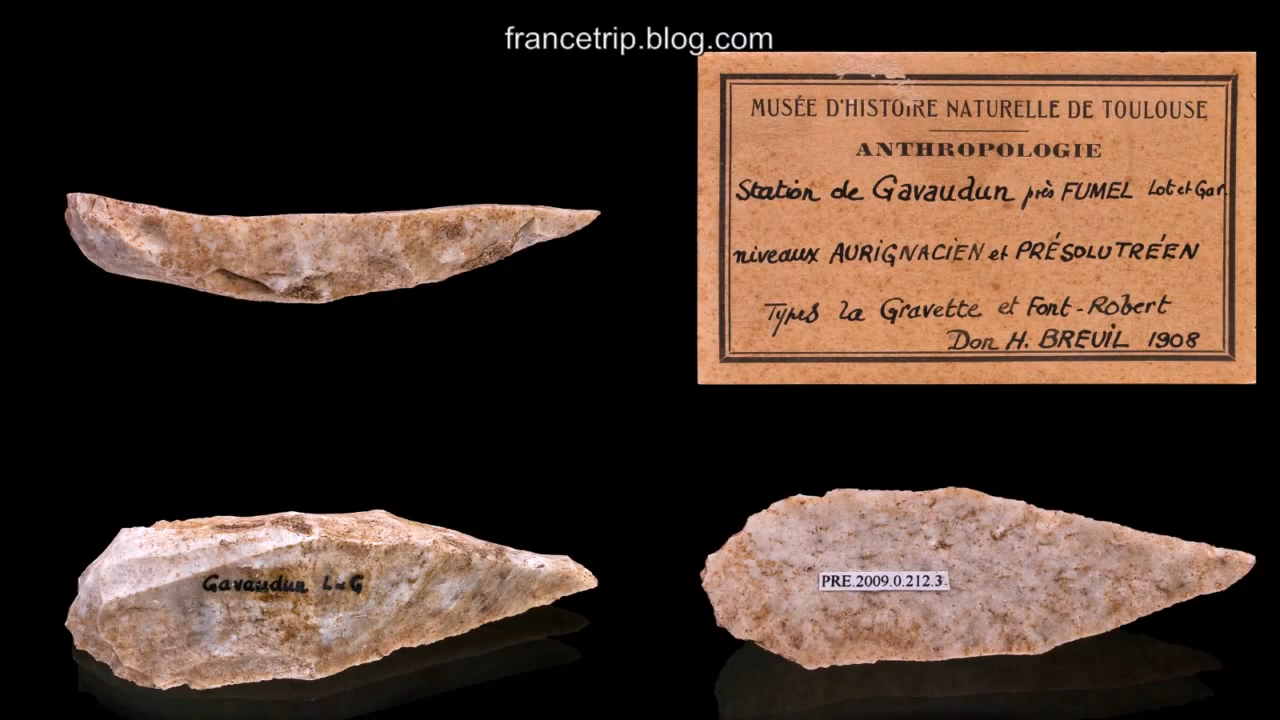 francetrip.blog.com
MUSÉE D'HISTOIRE NATURELLE DE TOULOUSE
ANTHROPOLOGIE
Station de Gavaudun près FUMEL Lot et Gar
niveaux AURIGNACIEN et PRÉSOLUTRÉEN
Types la Gravette et Font-Robert
Don H. BREUIL 1908
Gavaudun L & G
PRE.2009.0.212.3